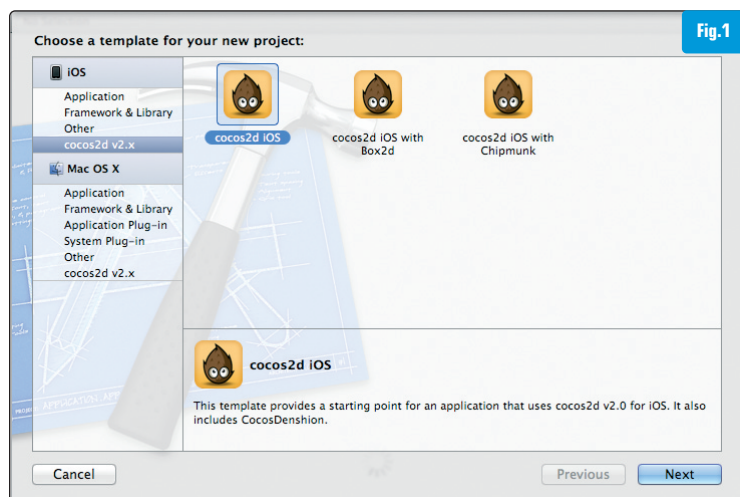 Fig.1
Choose a template for your new project:
iOS
Application
Framework & Library
Other
cocos2d v2.x
Mac OS X
Application
Framework & Library
Application Plug-in
System Plug-in
Other
cocos2d v2.x
cocos2d iOS
cocos2d iOS with
Box2d
cocos2d iOS with
Chipmunk
cocos2d iOS
This template provides a starting point for an application that uses cocos2d v2.0 for iOS. It also
includes CocosDenshion.
Cancel
Previous
Next